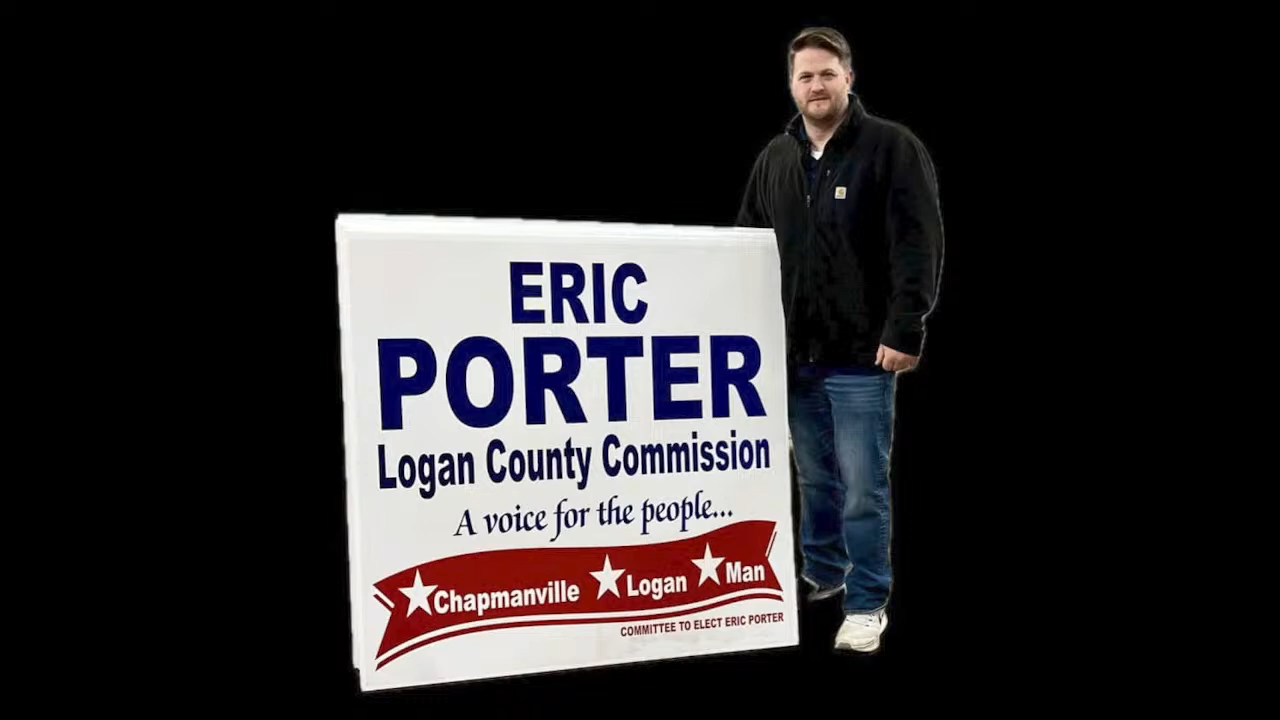 ERIC
PORTER
Logan County Commission
A voice for the people...
Chapmanville Logan Man
COMMITTEE TO ELECT ERIC PORTER